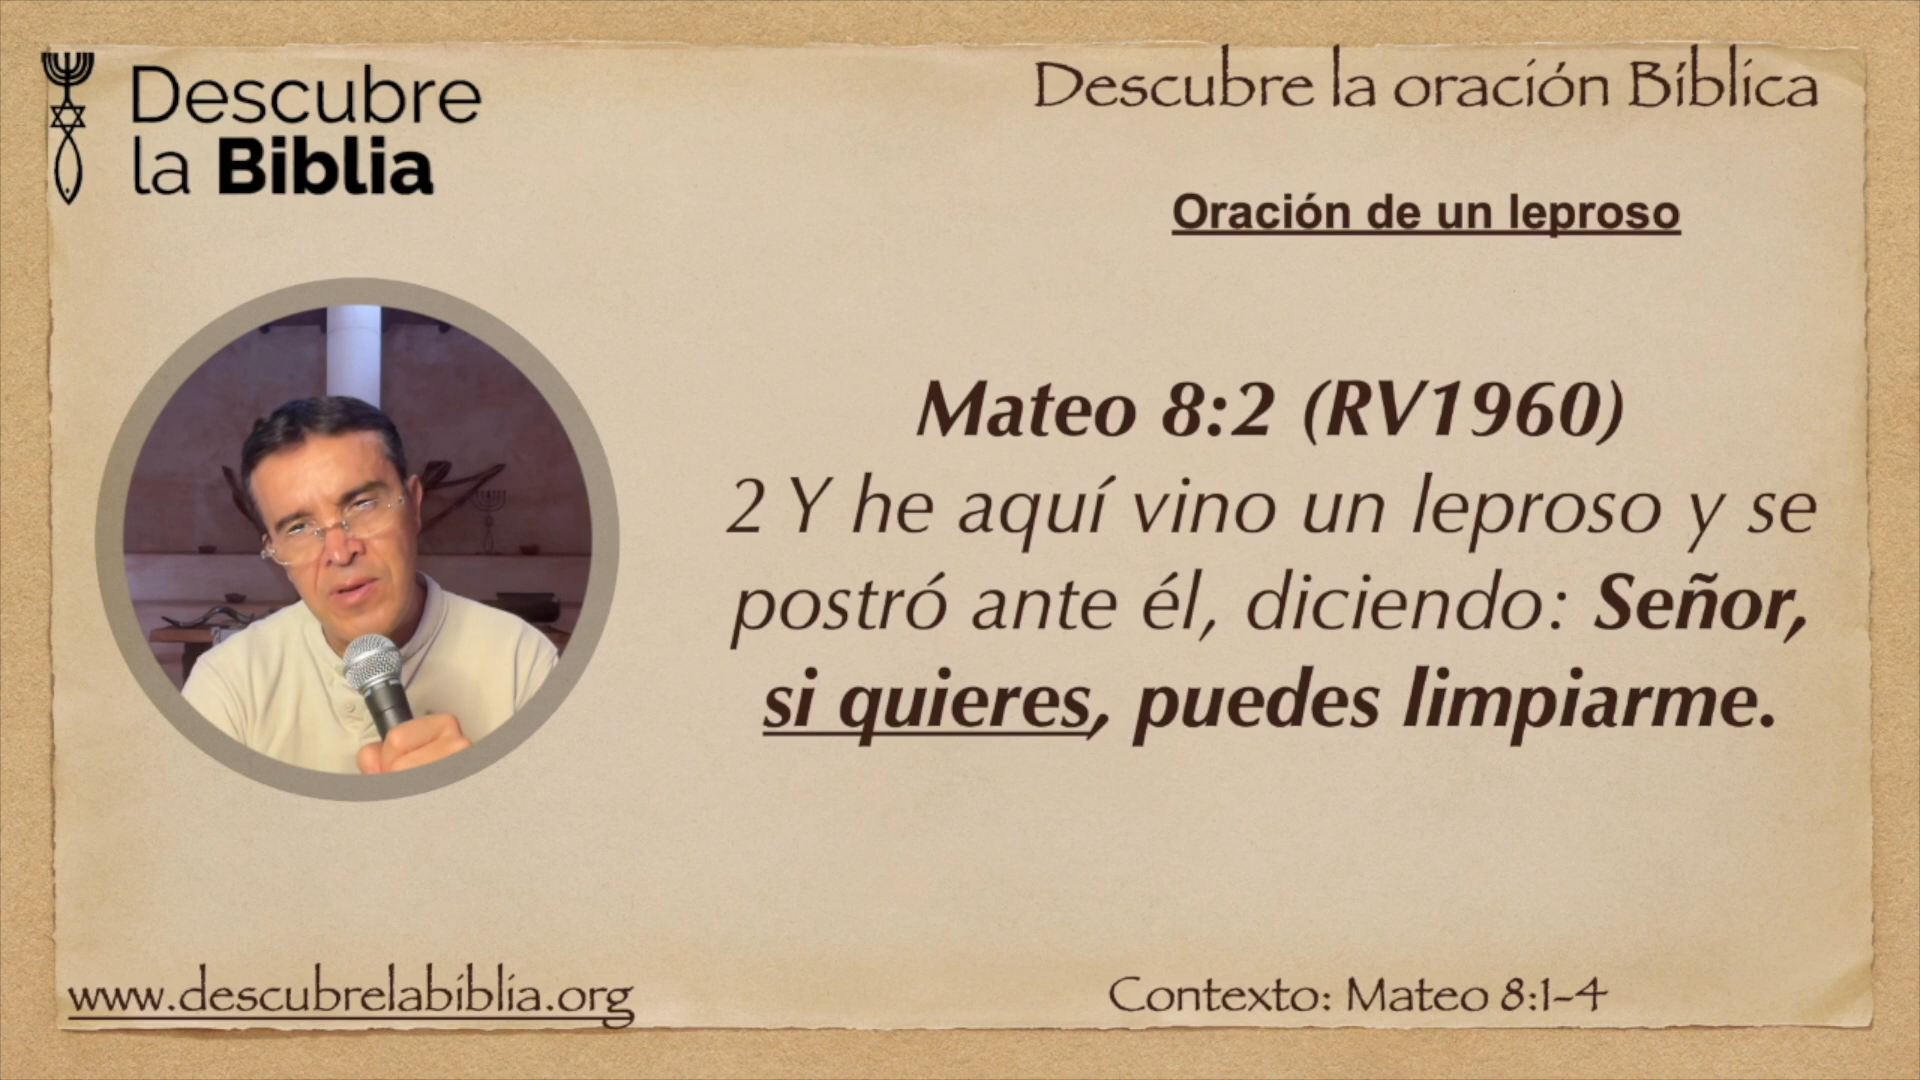 Descubre
la Biblia
Descubre la oración Bíblica
Oración de un leproso
Mateo 8:2 (RV1960)
2 Y he aquí vino un leproso y se
postró ante él, diciendo: Señor,
si quieres, puedes limpiarme.
www.descubrelabiblia.org
Contexto: Mateo 8:1-4